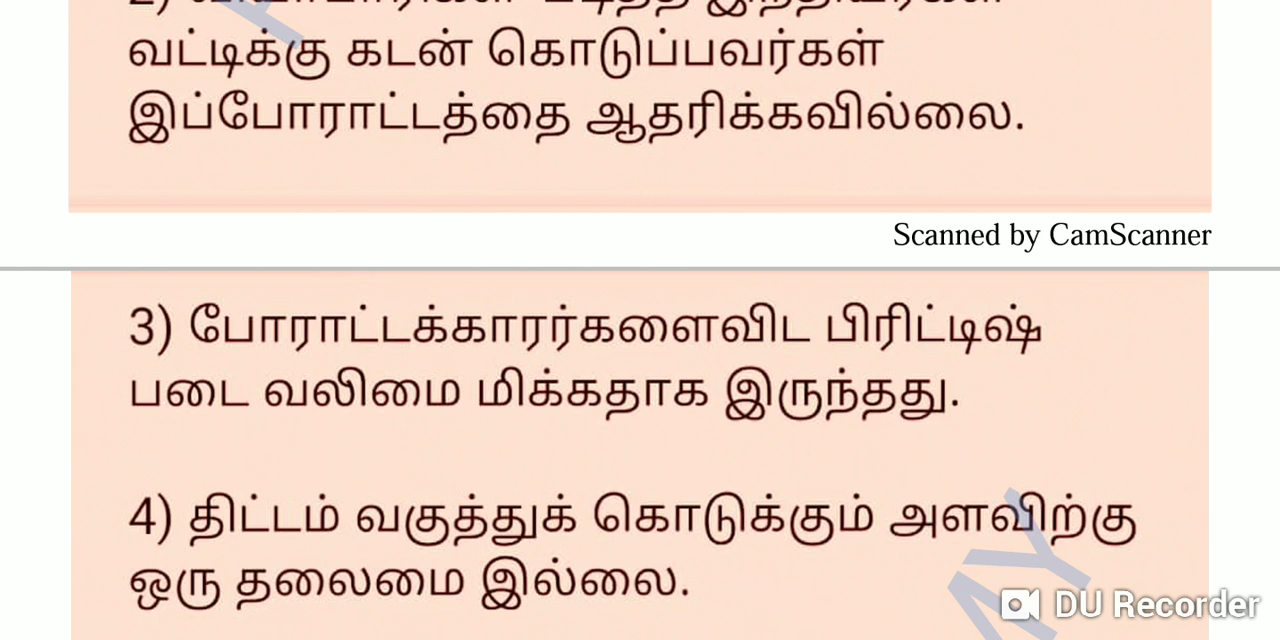 வட்டிக்கு கடன் கொடுப்பவர்கள்
இப்போராட்டத்தை ஆதரிக்கவில்லை.
Scanned by CamScanner
3) போராட்டக்காரர்களைவிட பிரிட்டிஷ்
படை வலிமை மிக்கதாக இருந்தது.
4) திட்டம் வகுத்துக் கொடுக்கும் அளவிற்கு
ஒரு தலைமை இல்லை.
DU Recorder